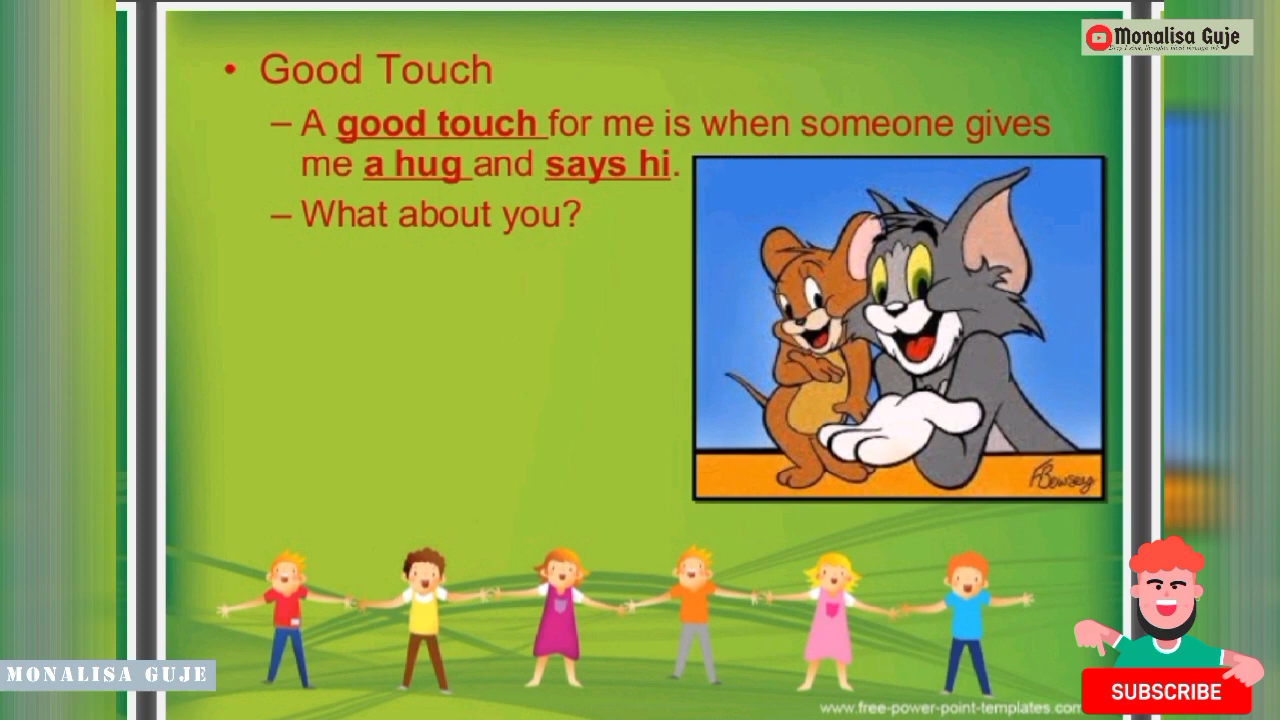 Monalisa Guje
• Good Touch
– A good touch for me is when someone gives
me a hug and says hi.
– What about you?
MONALISA GUJE
SUBSCRIBE
www.free-power-point-templates.com